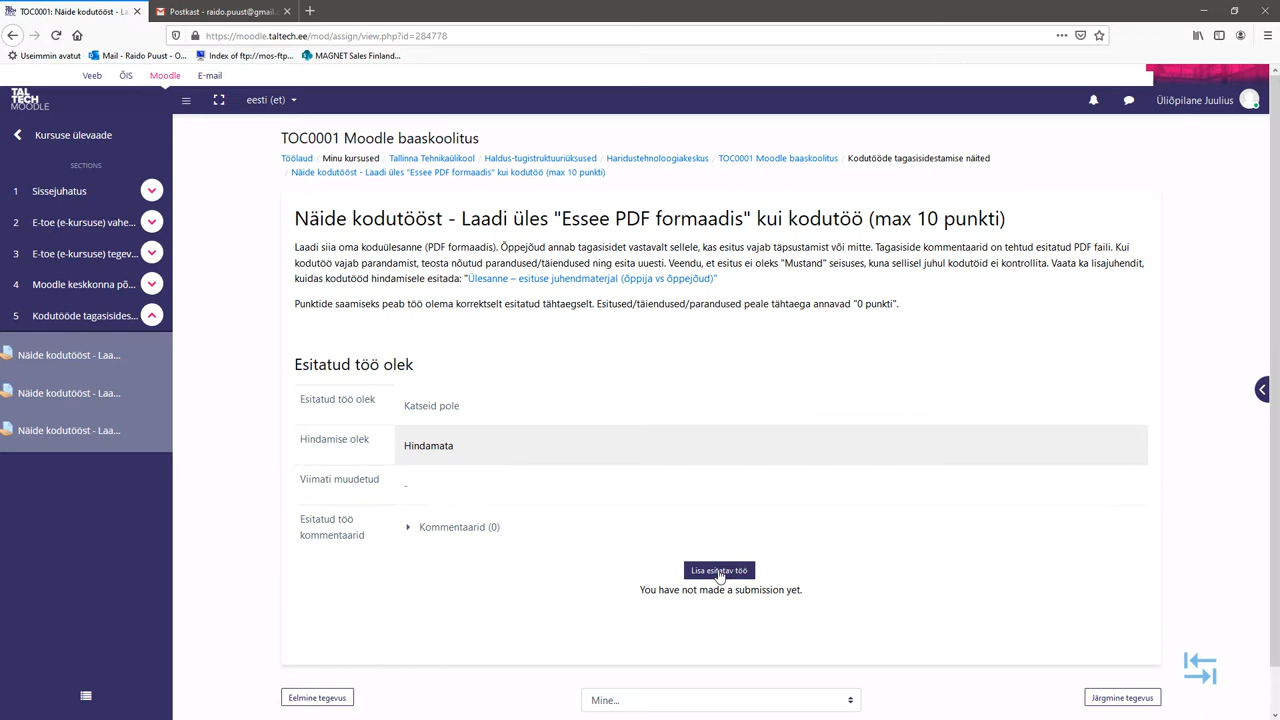 TOC0001: Näide kodutööst - La
Postkast - raido.puust@gmail.c
https://moodle.taltech.ee/mod/assign/view.php?id=284778
Useimmin avatut
Mail - Raido Puust - O...
Index of ftp://mos-ftp...
MAGNET Sales Finland...
Veeb
ÕIS
Moodle
E-mail
TAL
TECH
MOODLE
eesti (et)
Üliõpilane Juulius
Kursuse ülevaade
SECTIONS
1 Sissejuhatus
2 E-toe (e-kursuse) vahe...
3 E-toe (e-kursuse) tegev...
4 Moodle keskkonna põ...
5 Kodutööde tagasisides...
Näide kodutööst - Laa...
Näide kodutööst - Laa...
Näide kodutööst - Laa...
TOC0001 Moodle baaskoolitus
Töölaud / Minu kursused / Tallinna Tehnikaülikool / Haldus-tugistruktuuriüksused / Haridustehnoloogiakeskus / TOC0001 Moodle baaskoolitus / Kodutööde tagasisidestamise näited
/ Näide kodutööst - Laadi üles "Essee PDF formaadis" kui kodutöö (max 10 punkti)
Näide kodutööst - Laadi üles "Essee PDF formaadis" kui kodutöö (max 10 punkti)
Laadi siia oma koduülesanne (PDF formaadis). Õppejõud annab tagasisidet vastavalt sellele, kas esitus vajab täpsustamist või mitte. Tagasiside kommentaarid on tehtud esitatud PDF faili. Kui
kodutöö vajab parandamist, teosta nõutud parandused/täiendused ning esita uuesti. Veendu, et esitus ei oleks "Mustand" seisuses, kuna sellisel juhul kodutöid ei kontrollita. Vaata ka lisajuhendit,
kuidas kodutööd hindamisele esitada: "Ülesanne – esituse juhendmaterjal (õppija vs õppejõud)"
Punktide saamiseks peab töö olema korrektselt esitatud tähtaegselt. Esitused/täiendused/parandused peale tähtaega annavad "0 punkti".
Esitatud töö olek
Esitatud töö olek
Katseid pole
Hindamise olek
Hindamata
Viimati muudetud
-
Esitatud töö
kommentaarid
Kommentaarid (0)
Lisa esitatav töö
You have not made a submission yet.
Eelmine tegevus
Mine...
Järgmine tegevus